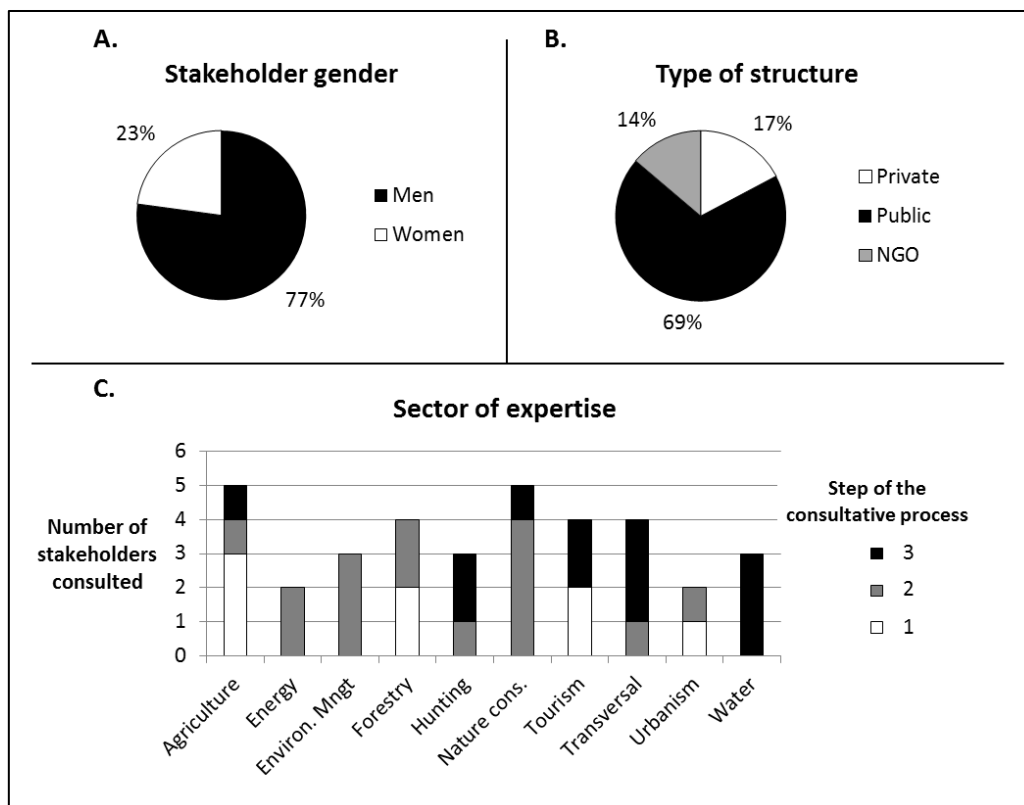 A.
Stakeholder gender
23%
77%
Men
Women
B.
Type of structure
14%
17%
69%
Private
Public
NGO
C.
Sector of expertise
Number of
stakeholders
consulted
6
5
4
3
2
1
0
Agriculture
Energy
Environ. Mngt
Forestry
Hunting
Nature cons.
Tourism
Transversal
Urbanism
Water
Step of the
consultative process
3
2
1